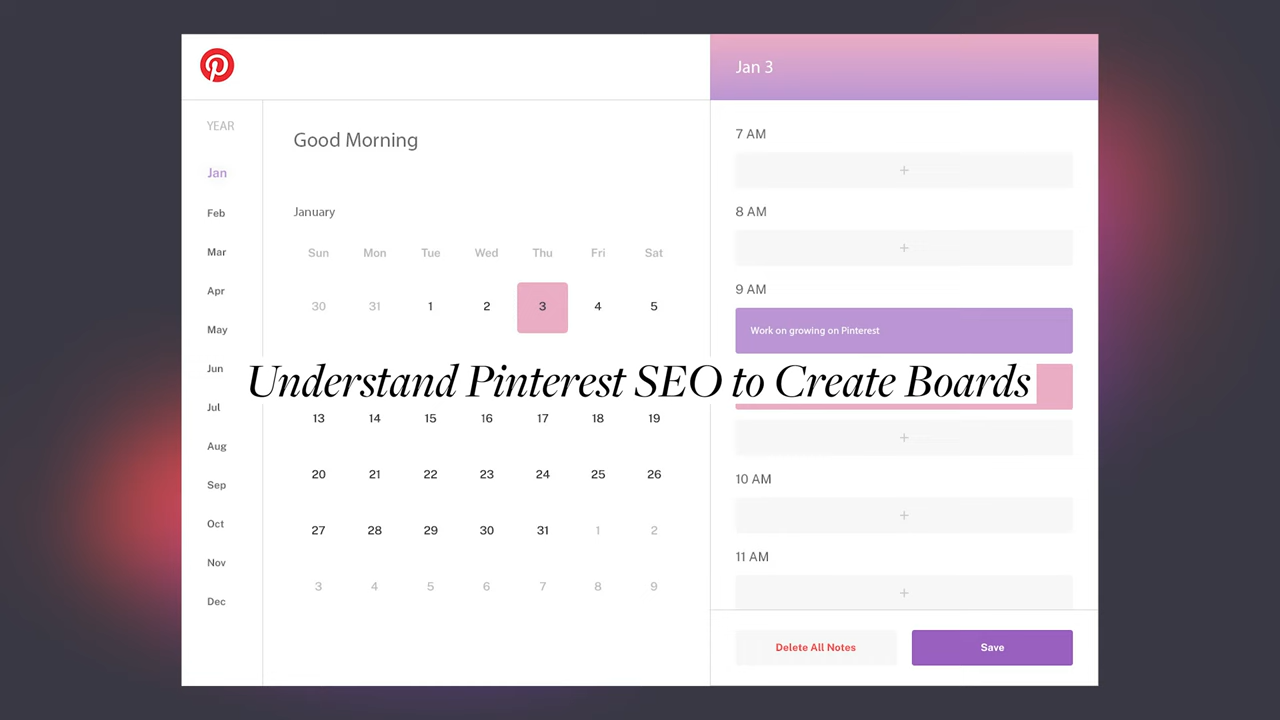 Jan 3
YEAR
Good Morning
Jan
Feb
Mar
Apr
May
Jun
Jul
Aug
Sep
Oct
Nov
Dec
January
Sun Mon Tue Wed Thu Fri Sat
30 31 1 2 3 4 5
Understand Pinterest SEO to Create Boards
13 14 15 16 17 18 19
20 21 22 23 24 25 26
27 28 29 30 31 1 2
3 4 5 6 7 8 9
7 AM
+
8 AM
+
9 AM
Work on growing on Pinterest
+
10 AM
+
11 AM
+
Delete All Notes
Save